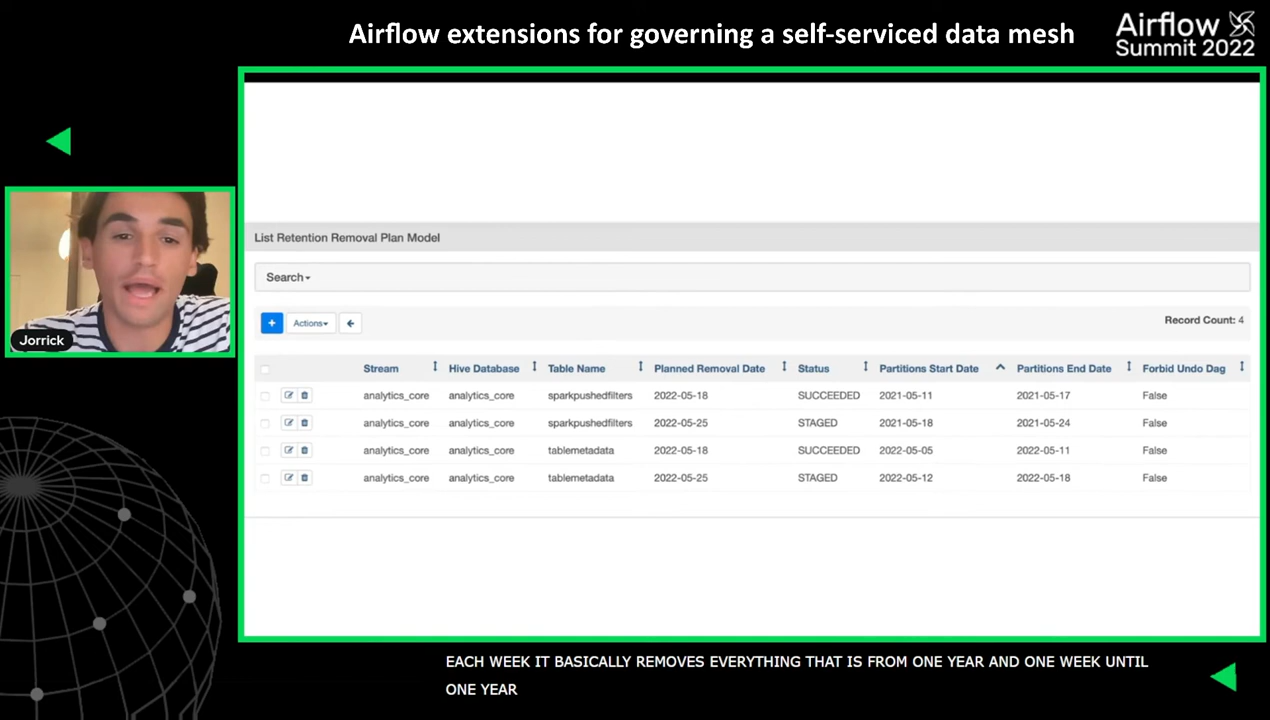 Airflow extensions for governing a self-serviced data mesh
Airflow
Summit 2022
Jorrick
List Retention Removal Plan Model
Search
+ Actions
Record Count: 4
Stream Hive Database Table Name Planned Removal Date Status Partitions Start Date Partitions End Date Forbid Undo Dag
analytics_core analytics_core sparkpushedfilters 2022-05-18 SUCCEEDED 2021-05-11 2021-05-17 False
analytics_core analytics_core sparkpushedfilters 2022-05-25 STAGED 2021-05-18 2021-05-24 False
analytics_core analytics_core tablemetadata 2022-05-18 SUCCEEDED 2022-05-05 2022-05-11 False
analytics_core analytics_core tablemetadata 2022-05-25 STAGED 2022-05-12 2022-05-18 False
EACH WEEK IT BASICALLY REMOVES EVERYTHING THAT IS FROM ONE YEAR AND ONE WEEK UNTIL
ONE YEAR